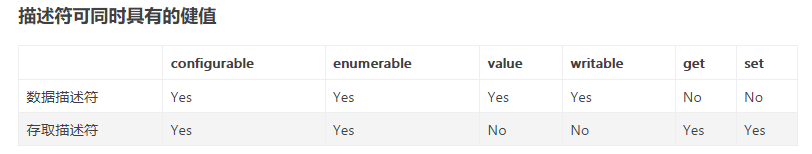 描述符可同时具有的健值
configurable enumerable value writable get set
数据描述符 Yes Yes Yes Yes No No
存取描述符 Yes Yes No No Yes Yes